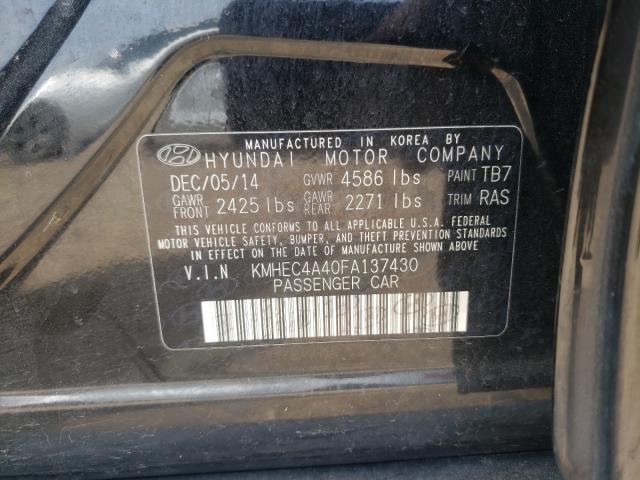 MANUFACTURED IN KOREA BY
HYUNDAI MOTOR COMPANY
DEC/05/14 GVWR 4586 lbs PAINT TB7
GAWR FRONT 2425 lbs GAWR REAR 2271 lbs TRIM RAS
THIS VEHICLE CONFORMS TO ALL APPLICABLE U.S.A. FEDERAL
MOTOR VEHICLE SAFETY, BUMPER, AND THEFT PREVENTION STANDARDS
IN EFFECT ON THE DATE OF MANUFACTURE SHOWN ABOVE.
V.I.N KMHEC4A40FA137430
PASSENGER CAR